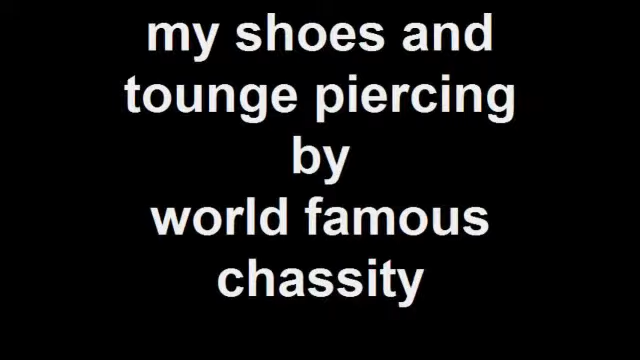 my shoes and
tounge piercing
by
world famous
chassity